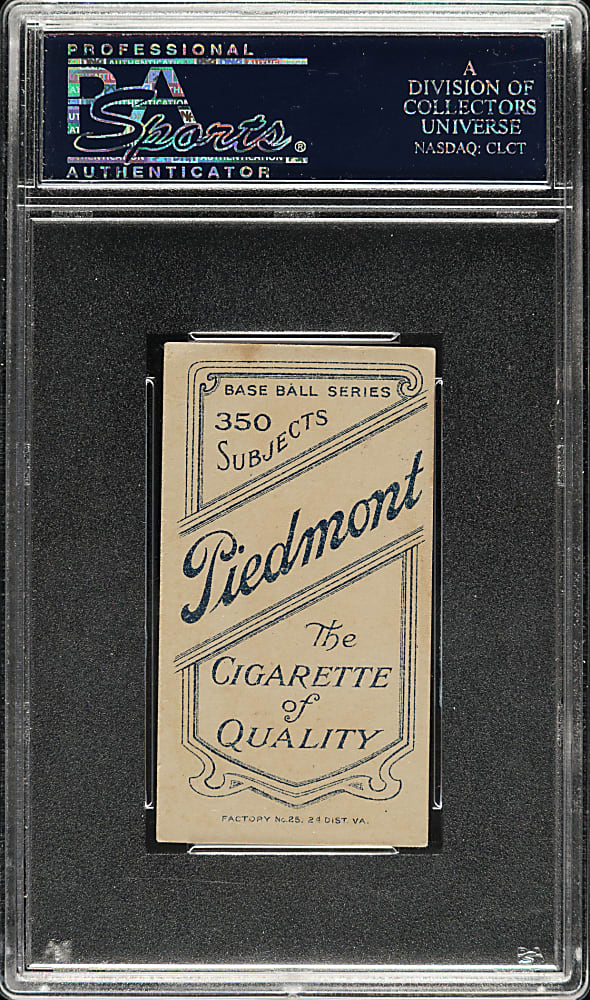 PROFESSIONAL
PSA
Sports®
AUTHENTICATOR
A
DIVISION OF
COLLECTORS
UNIVERSE
NASDAQ: CLCT
BASE BALL SERIES
350
SUBJECTS
Piedmont
The
CIGARETTE
of
QUALITY
FACTORY No. 25, 2d DIST. VA.